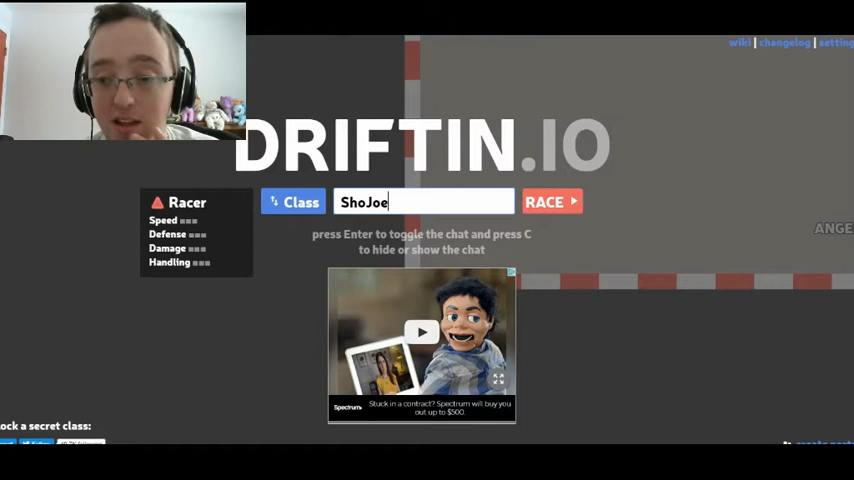 wiki | changelog | setting
DRIFTIN.IO
Racer
Class
ShoJoe
RACE
Speed
Defense
Damage
Handling
press Enter to toggle the chat and press C
to hide or show the chat
ANGE
Spectrum
Stuck in a contract? Spectrum will buy you
out up to $500.
ock a secret class: